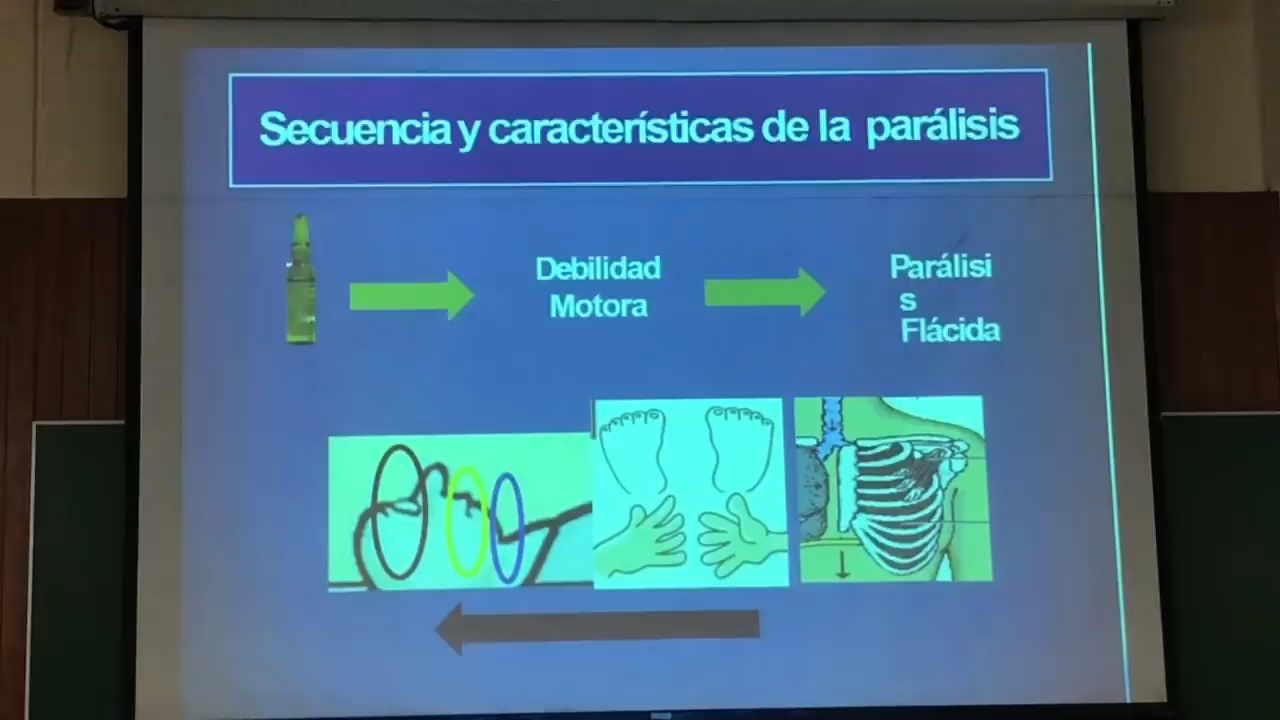 Secuencia y características de la parálisis
Debilidad
Motora
Parálisi
s
Flácida